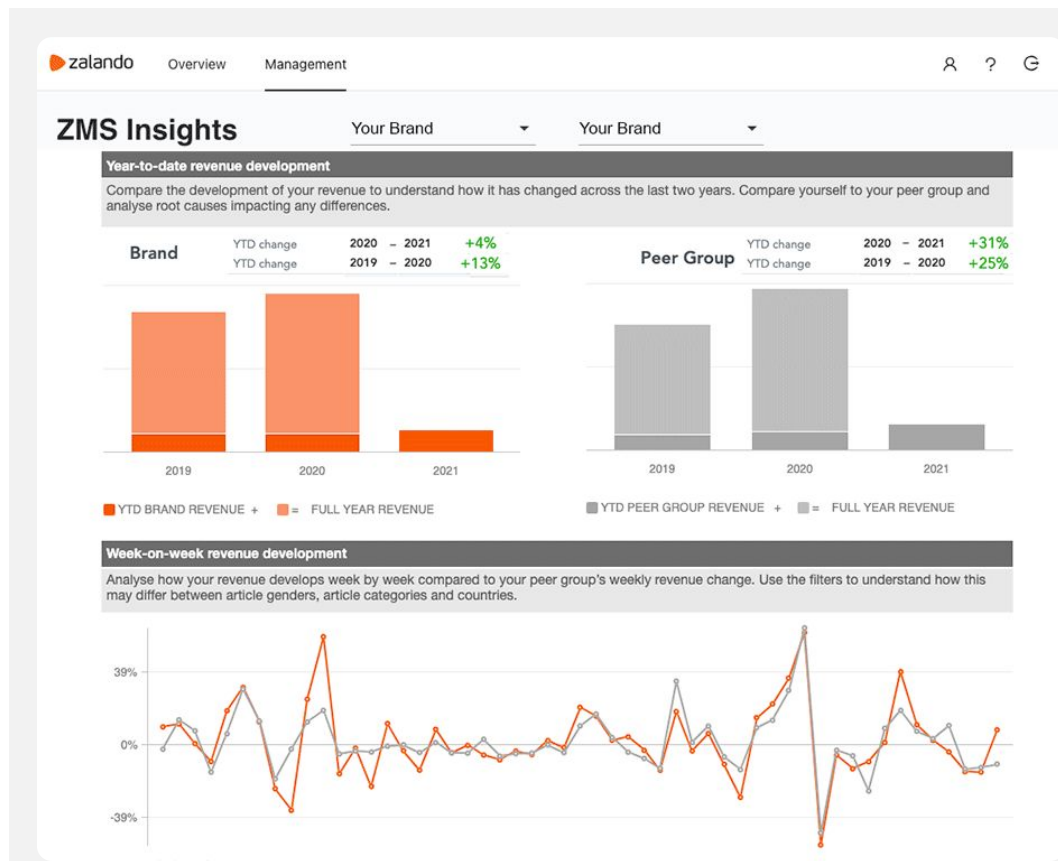 zalando Overview Management ?
ZMS Insights Your Brand Your Brand
Year-to-date revenue development
Compare the development of your revenue to understand how it has changed across the last two years. Compare yourself to your peer group and
analyse root causes impacting any differences.
Brand
YTD change 2020 – 2021 +4%
YTD change 2019 – 2020 +13%
2019 2020 2021
YTD BRAND REVENUE + = FULL YEAR REVENUE
Peer Group
YTD change 2020 – 2021 +31%
YTD change 2019 – 2020 +25%
2019 2020 2021
YTD PEER GROUP REVENUE + = FULL YEAR REVENUE
Week-on-week revenue development
Analyse how your revenue develops week by week compared to your peer group's weekly revenue change. Use the filters to understand how this
may differ between article genders, article categories and countries.
39%
0%
-39%